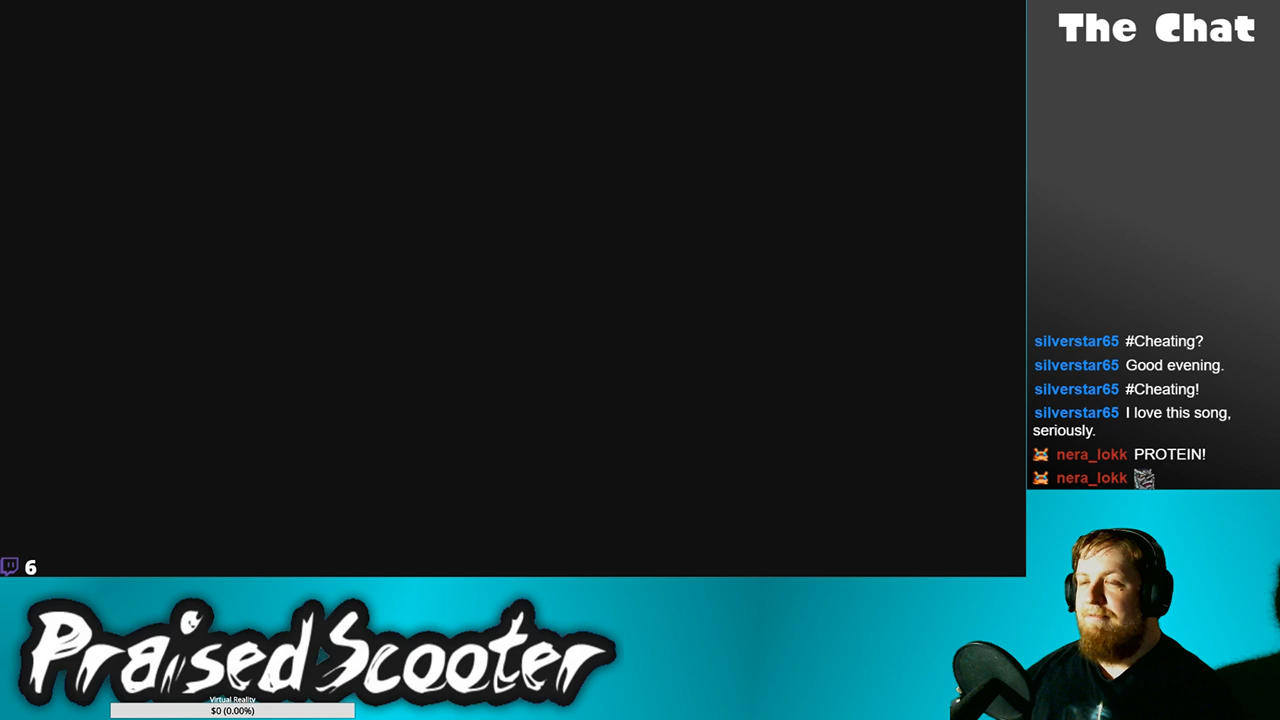 The Chat
silverstar65 #Cheating?
silverstar65 Good evening.
silverstar65 #Cheating!
silverstar65 I love this song,
seriously.
nera_lokk PROTEIN!
nera_lokk
6
PraisedScooter
Virtual Reality
$0 (0.00%)